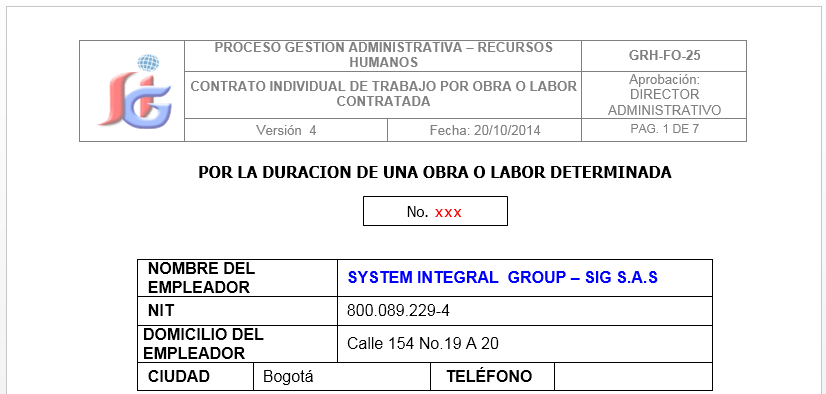 PROCESO GESTION ADMINISTRATIVA – RECURSOS
HUMANOS
GRH-FO-25
CONTRATO INDIVIDUAL DE TRABAJO POR OBRA O LABOR
CONTRATADA
Aprobación:
DIRECTOR
ADMINISTRATIVO
Versión 4
Fecha: 20/10/2014
PAG. 1 DE 7
POR LA DURACION DE UNA OBRA O LABOR DETERMINADA
No. xxx
NOMBRE DEL
EMPLEADOR
SYSTEM INTEGRAL GROUP – SIG S.A.S
NIT
800.089.229-4
DOMICILIO DEL
EMPLEADOR
Calle 154 No.19 A 20
CIUDAD
Bogotá
TELÉFONO